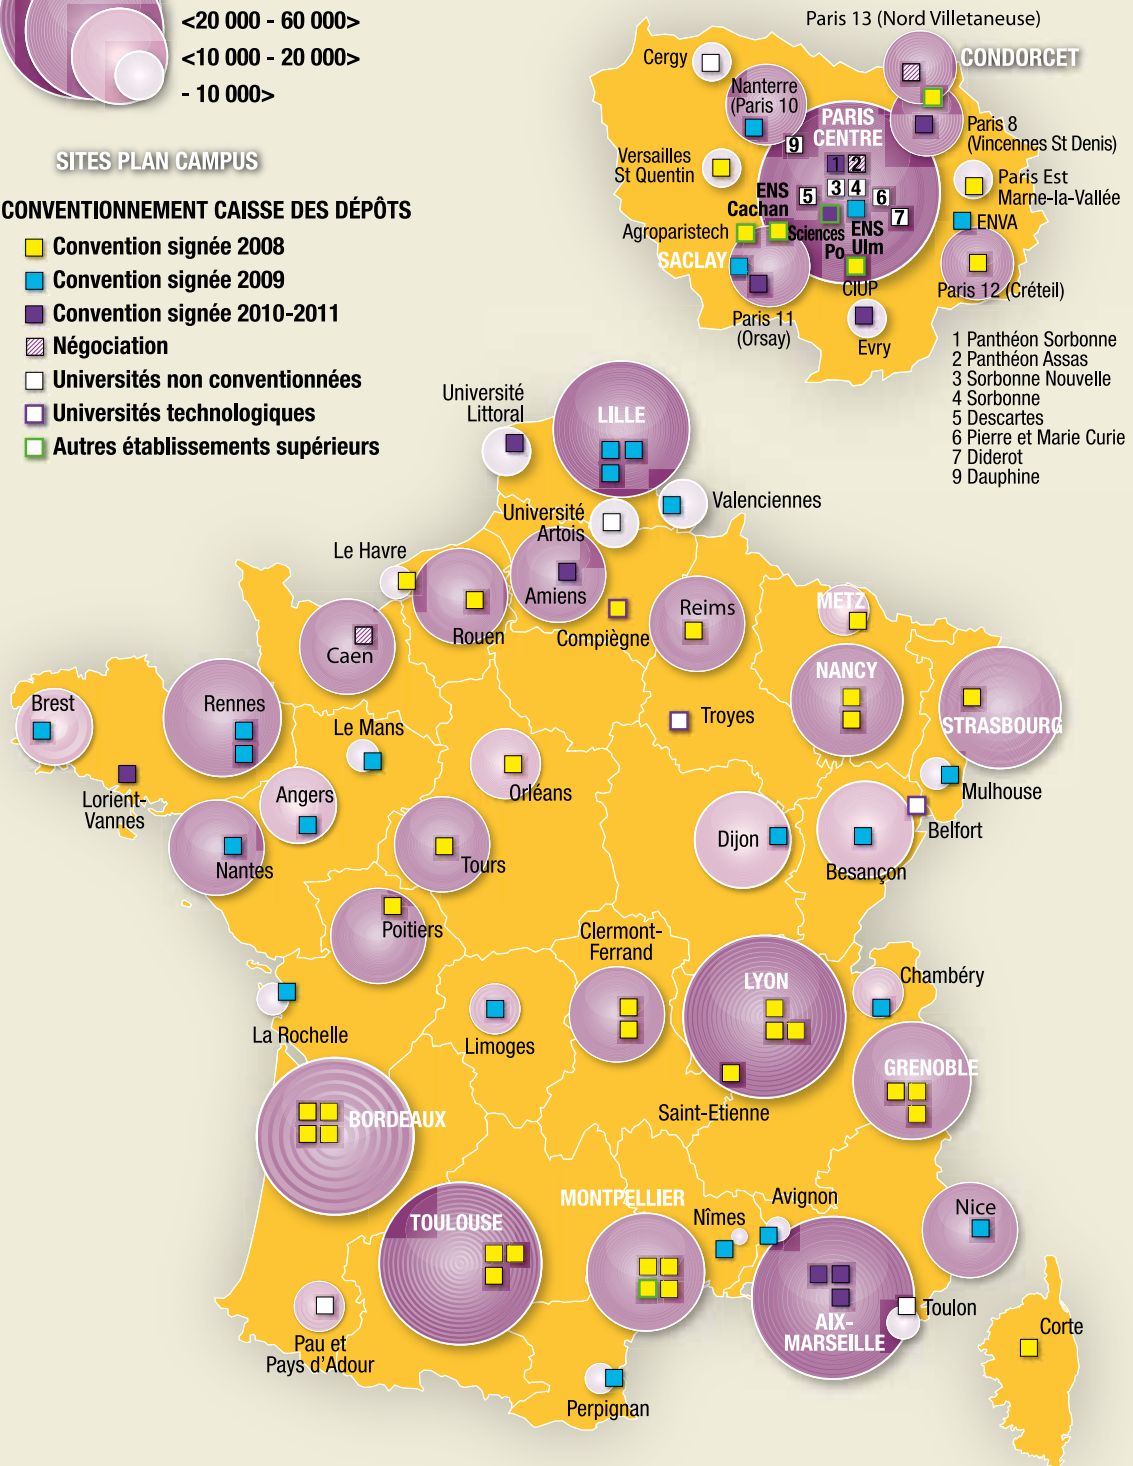 <20 000 - 60 000>
<10 000 - 20 000>
- 10 000>
SITES PLAN CAMPUS
CONVENTIONNEMENT CAISSE DES DÉPÔTS
Convention signée 2008
Convention signée 2009
Convention signée 2010-2011
Négociation
Universités non conventionnées
Universités technologiques
Autres établissements supérieurs
Paris 13 (Nord Villetaneuse)
Cergy
CONDORCET
Nanterre
(Paris 10
PARIS
CENTRE
Paris 8
(Vincennes St Denis)
9
Versailles
St Quentin
1
2
Paris Est
Marne-la-Vallée
ENS
Cachan
5
3
4
6
7
ENVA
Agroparistech
Sciences
Po
ENS
Ulm
SACLAY
CIUP
Paris 12 (Créteil)
Paris 11
(Orsay)
Evry
1 Panthéon Sorbonne
2 Panthéon Assas
3 Sorbonne Nouvelle
4 Sorbonne
5 Descartes
6 Pierre et Marie Curie
7 Diderot
9 Dauphine
Université
Littoral
LILLE
Valenciennes
Université
Artois
Le Havre
Rouen
Amiens
Compiègne
Reims
METZ
Caen
NANCY
STRASBOURG
Brest
Rennes
Le Mans
Troyes
Lorient-
Vannes
Angers
Orléans
Mulhouse
Belfort
Nantes
Tours
Dijon
Besançon
Poitiers
Clermont-
Ferrand
LYON
Chambéry
La Rochelle
Limoges
GRENOBLE
Saint-Etienne
BORDEAUX
MONTPELLIER
Avignon
Nîmes
Nice
TOULOUSE
Toulon
AIX-
MARSEILLE
Corte
Pau et
Pays d'Adour
Perpignan